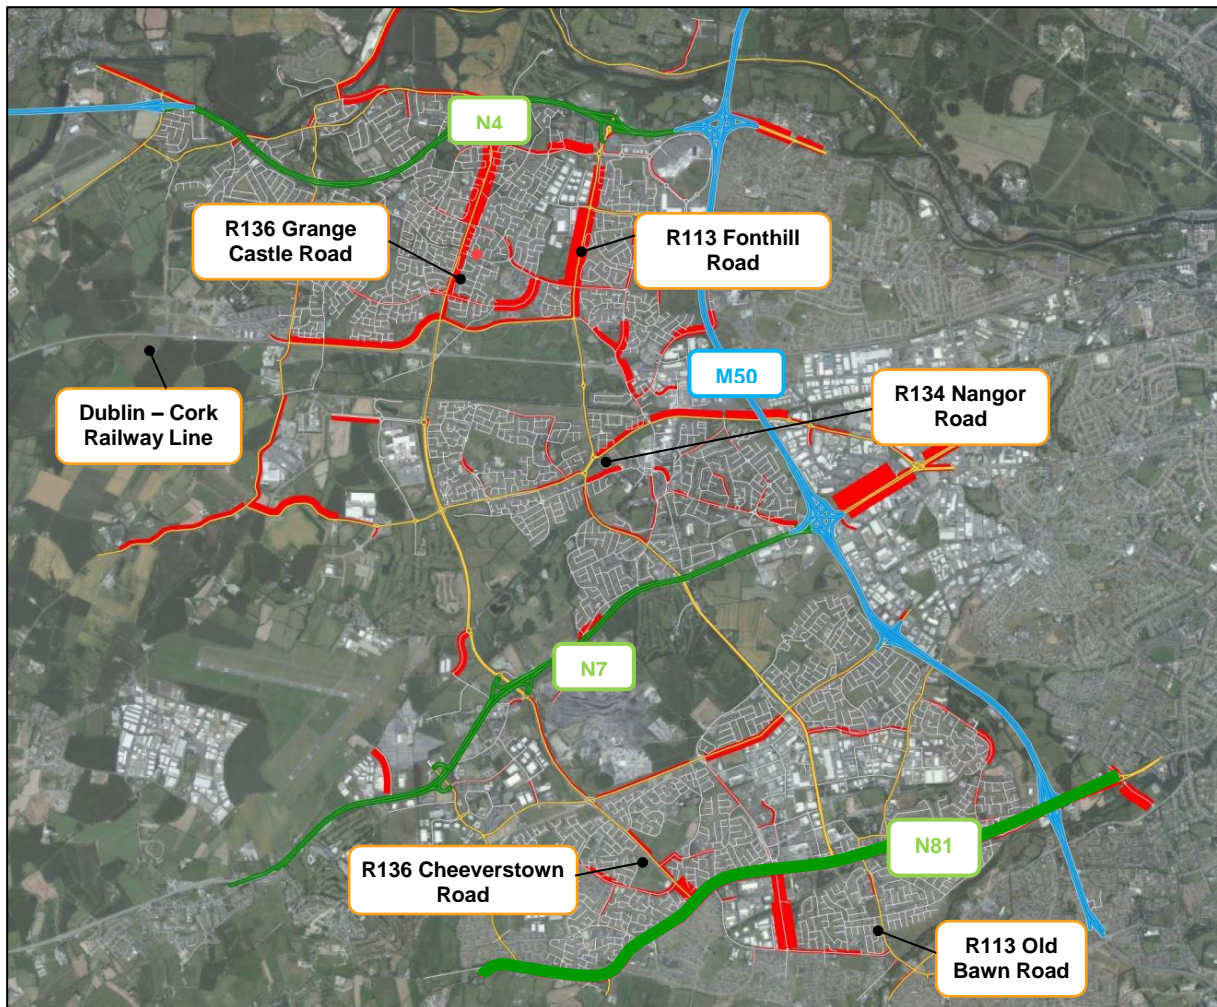 N4
R136 Grange
Castle Road
R113 Fonthill
Road
M50
Dublin – Cork
Railway Line
R134 Nangor
Road
N7
R136 Cheeverstown
Road
N81
R113 Old
Bawn Road